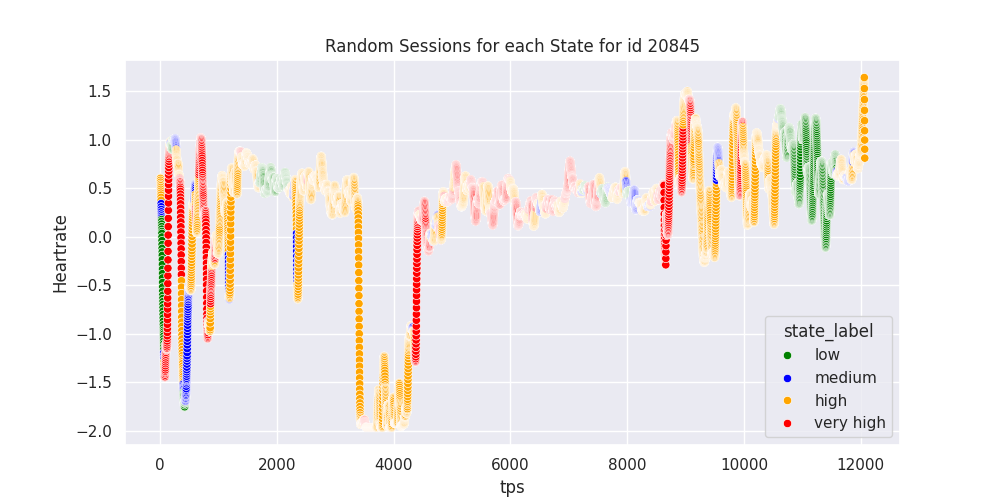 Random Sessions for each State for id 20845
Heartrate
1.5
1.0
0.5
0.0
−0.5
−1.0
−1.5
−2.0
state_label
low
medium
high
very high
0 2000 4000 6000 8000 10000 12000
tps